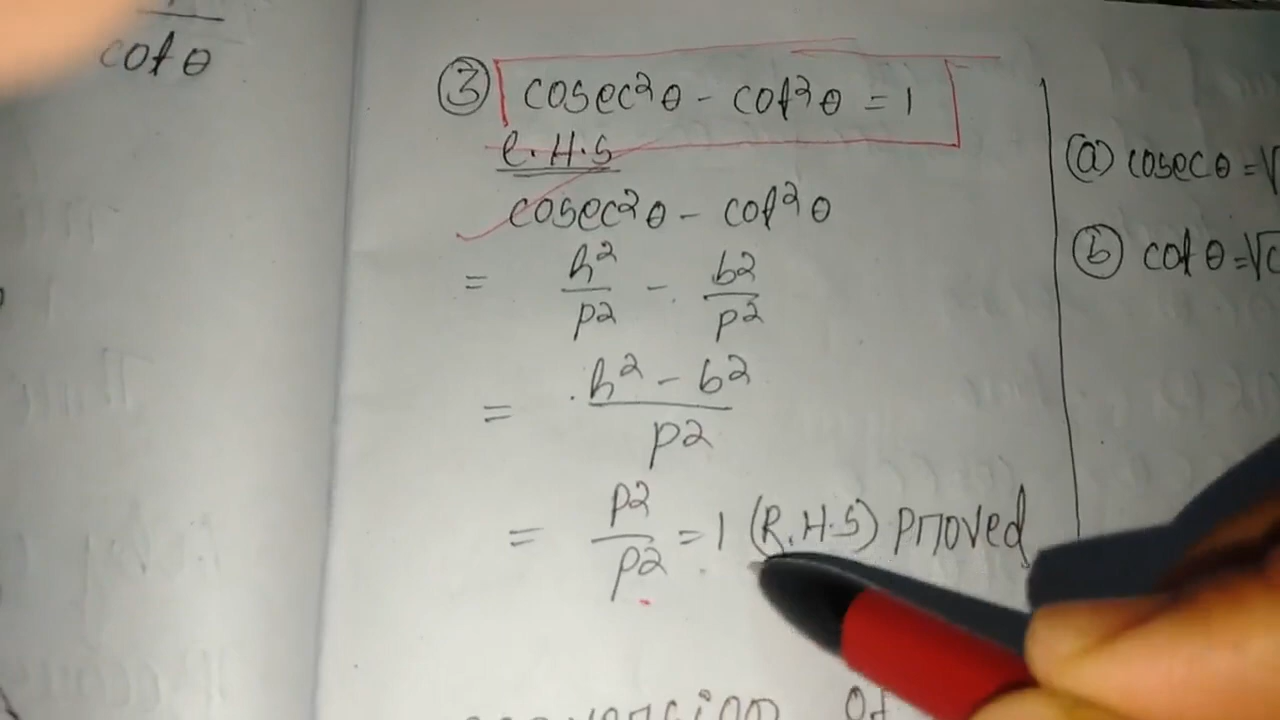 cotθ
③ cosec²θ - cot²θ = 1
L.H.S
cosec²θ - cot²θ
= h²/p² - b²/p²
= h² - b²/p²
= p²/p² = 1 (R.H.S) proved
(a) cosecθ = √
(b) cotθ = √c
of